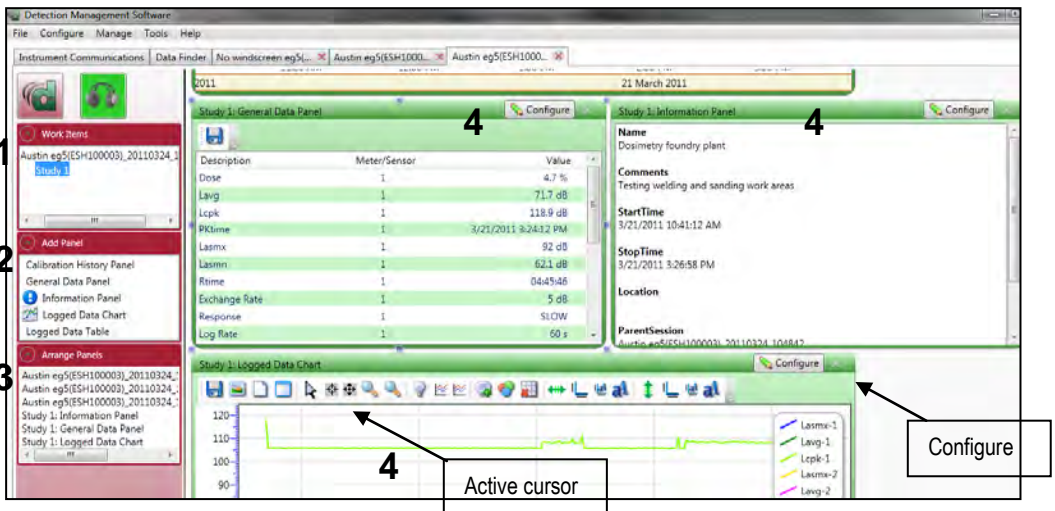 Detection Management Software
File Configure Manage Tools Help
Instrument Communications Data Finder No windscreen eg5(... Austin eg5(ESH1000... Austin eg5(ESH1000...
2011 21 March 2011
1
Work Items
Austin eg5(ESH100003)_20110324_1
Study 1
2
Add Panel
Calibration History Panel
General Data Panel
Information Panel
Logged Data Chart
Logged Data Table
3
Arrange Panels
Austin eg5(ESH100003)_20110324_
Austin eg5(ESH100003)_20110324_
Austin eg5(ESH100003)_20110324_
Study 1: Information Panel
Study 1: General Data Panel
Study 1: Logged Data Chart
Study 1: General Data Panel 4 Configure
Description Meter/Sensor Value
Dose 1 4.7 %
Lavg 1 71.7 dB
Lcpk 1 118.9 dB
PKtime 1 3/21/2011 3:24:12 PM
Lasmx 1 92 dB
Lasmn 1 62.1 dB
Rtime 1 04:45:46
Exchange Rate 1 5 dB
Response 1 SLOW
Log Rate 1 60 s
Study 1: Information Panel 4 Configure
Name
Dosimetry foundry plant
Comments
Testing welding and sanding work areas
StartTime
3/21/2011 10:41:12 AM
StopTime
3/21/2011 3:26:58 PM
Location
ParentSession
Austin eg5(ESH100003)_20110324_104842
Study 1: Logged Data Chart Configure
120
110
100
90
4
Lasmx-1
Lavg-1
Lcpk-1
Lasmx-2
Lavg-2
Active cursor
Configure